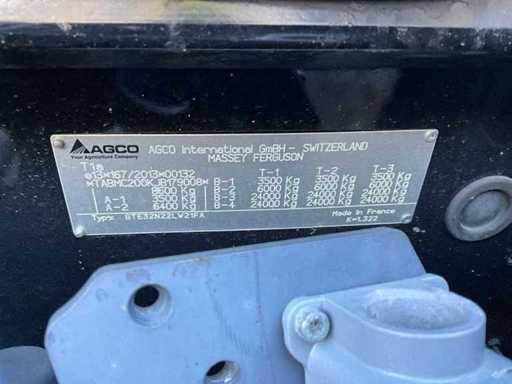 AGCO
Your Agriculture Company
AGCO International GmbH - SWITZERLAND
MASSEY FERGUSON
T1a
e13*167/2013*00132
*TABMC200KJB179008*
T-1 T-2 T-3
B-1 3500 Kg 3500 Kg 3500 Kg
9500 Kg B-2 6000 Kg 6000 Kg 6000 Kg
A-1 3500 Kg B-3 24000 Kg 24000 Kg 24000 Kg
A-2 6400 Kg B-4 24000 Kg 24000 Kg 24000 Kg
Type: GTE32N22LW21FA
Made in France
K=1,322